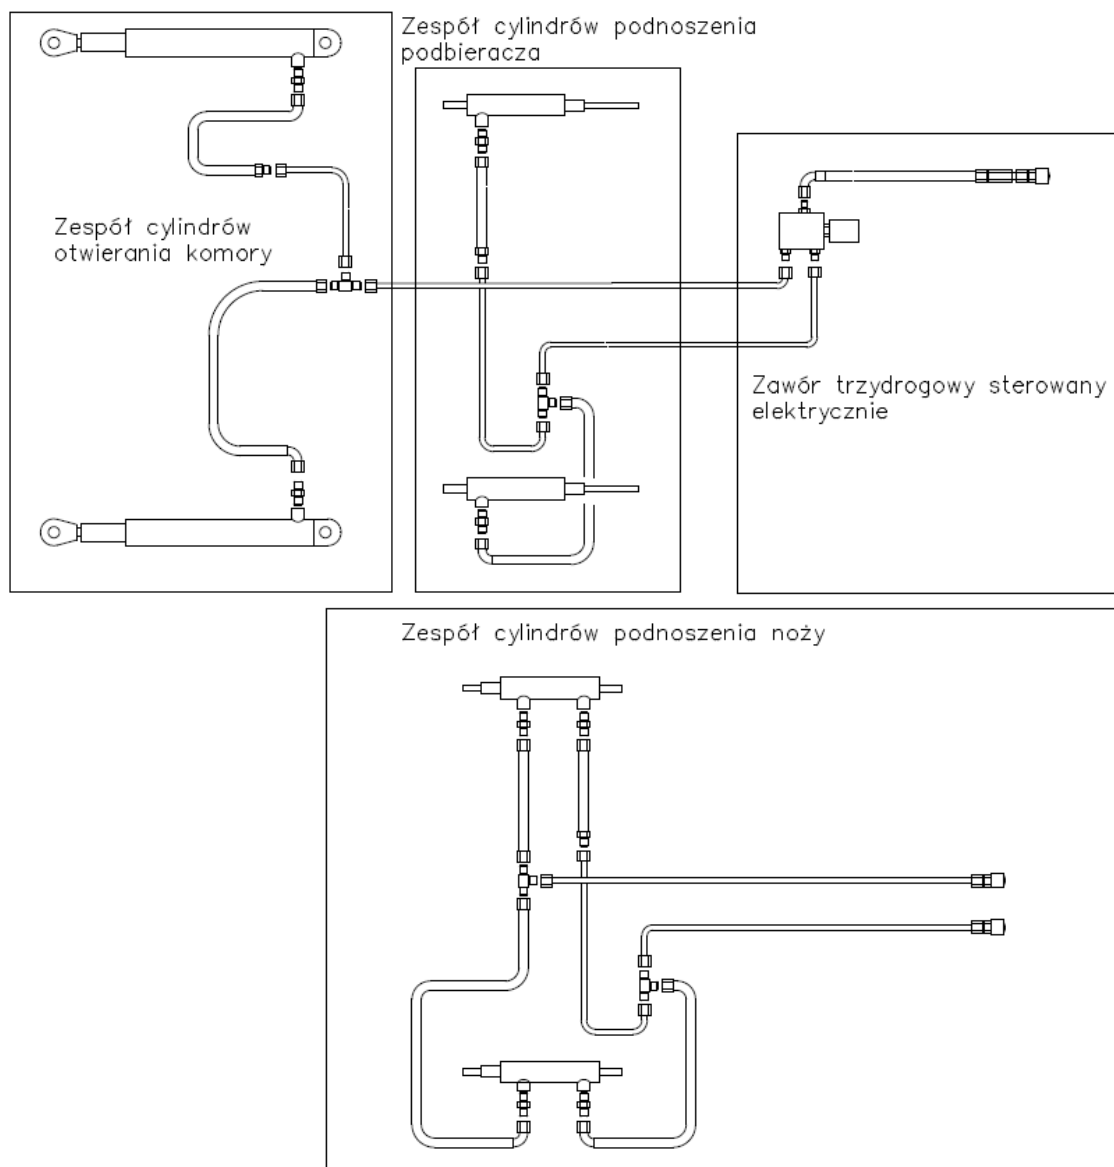 Zespół cylindrów podnoszenia
podbieracza
Zespół cylindrów
otwierania komory
Zawór trzydrogowy sterowany
elektrycznie
Zespół cylindrów podnoszenia noży